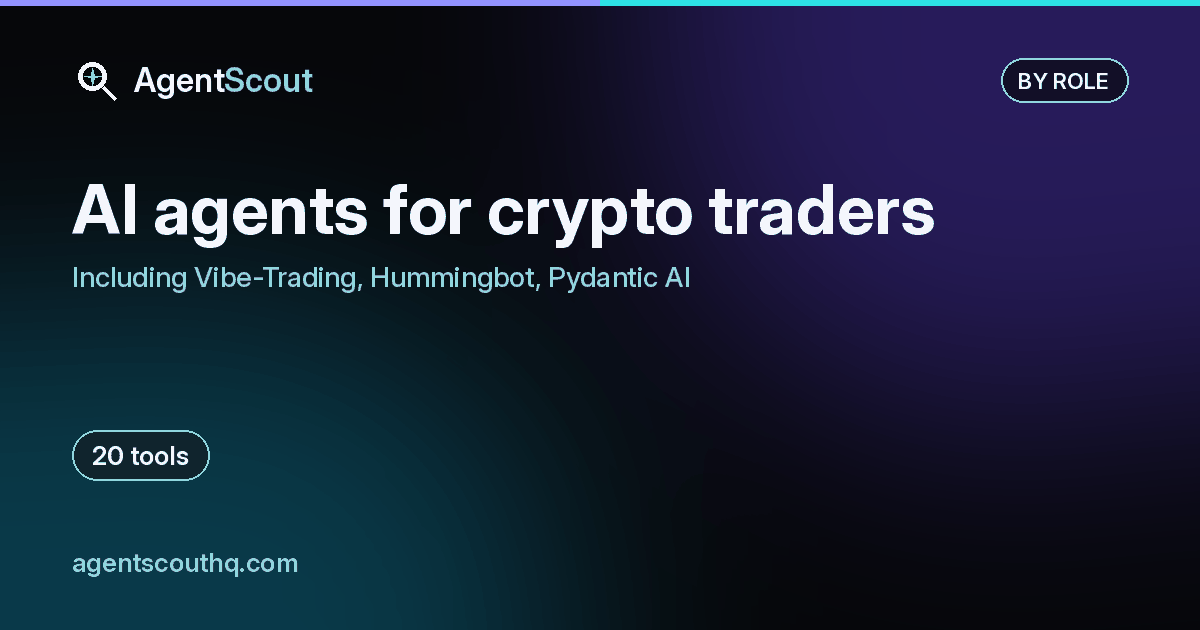 AgentScout
BY ROLE
AI agents for crypto traders
Including Vibe-Trading, Hummingbot, Pydantic AI
20 tools
agentscouthq.com